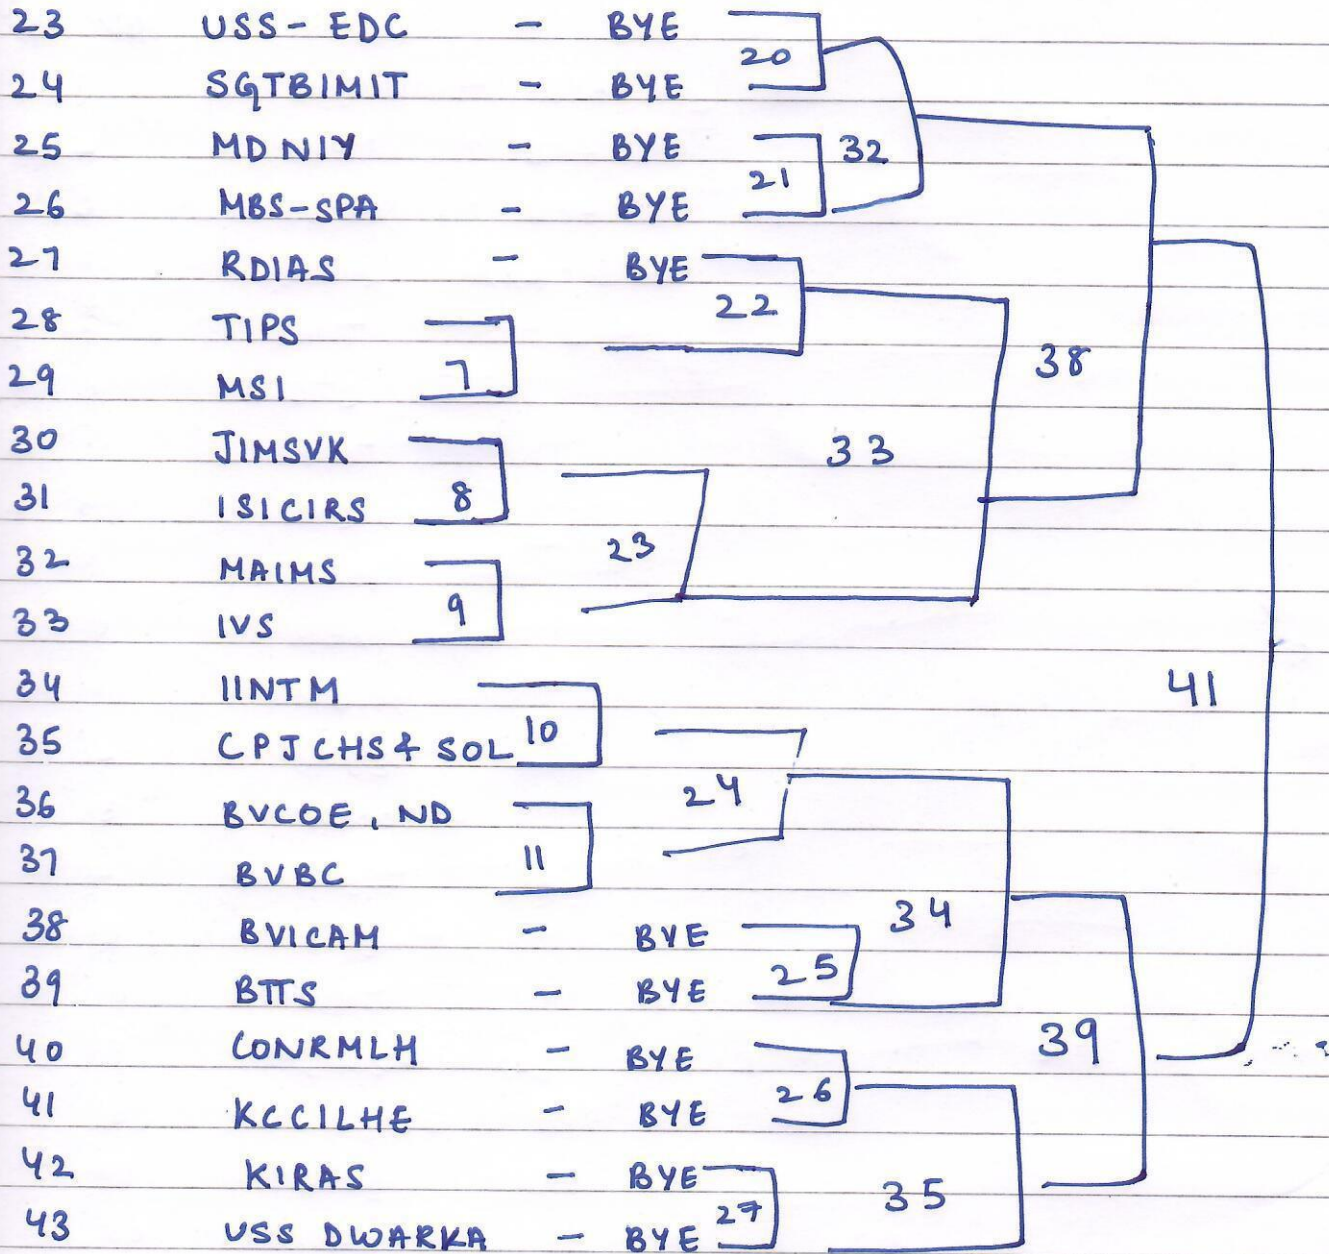 23 USS-EDC - BYE
20
24 SGTBIMIT - BYE
25 MDNIY - BYE
32
21
26 MBS-SPA - BYE
27 RDIAS - BYE
22
28 TIPS
38
29 MSI
7
30 JIMSVK
33
31 ISICIRS
8
23
32 MAIMS
9
33 IVS
34 IINTM
41
35 CPJCHS & SOL 10
24
36 BVCOE, ND
11
37 BVBC
34
38 BVICAM - BYE
25
39 BTTS - BYE
39
40 CONRMLH - BYE
26
41 KCCILHE - BYE
42 KIRAS - BYE
35
27
43 USS DWARKA - BYE